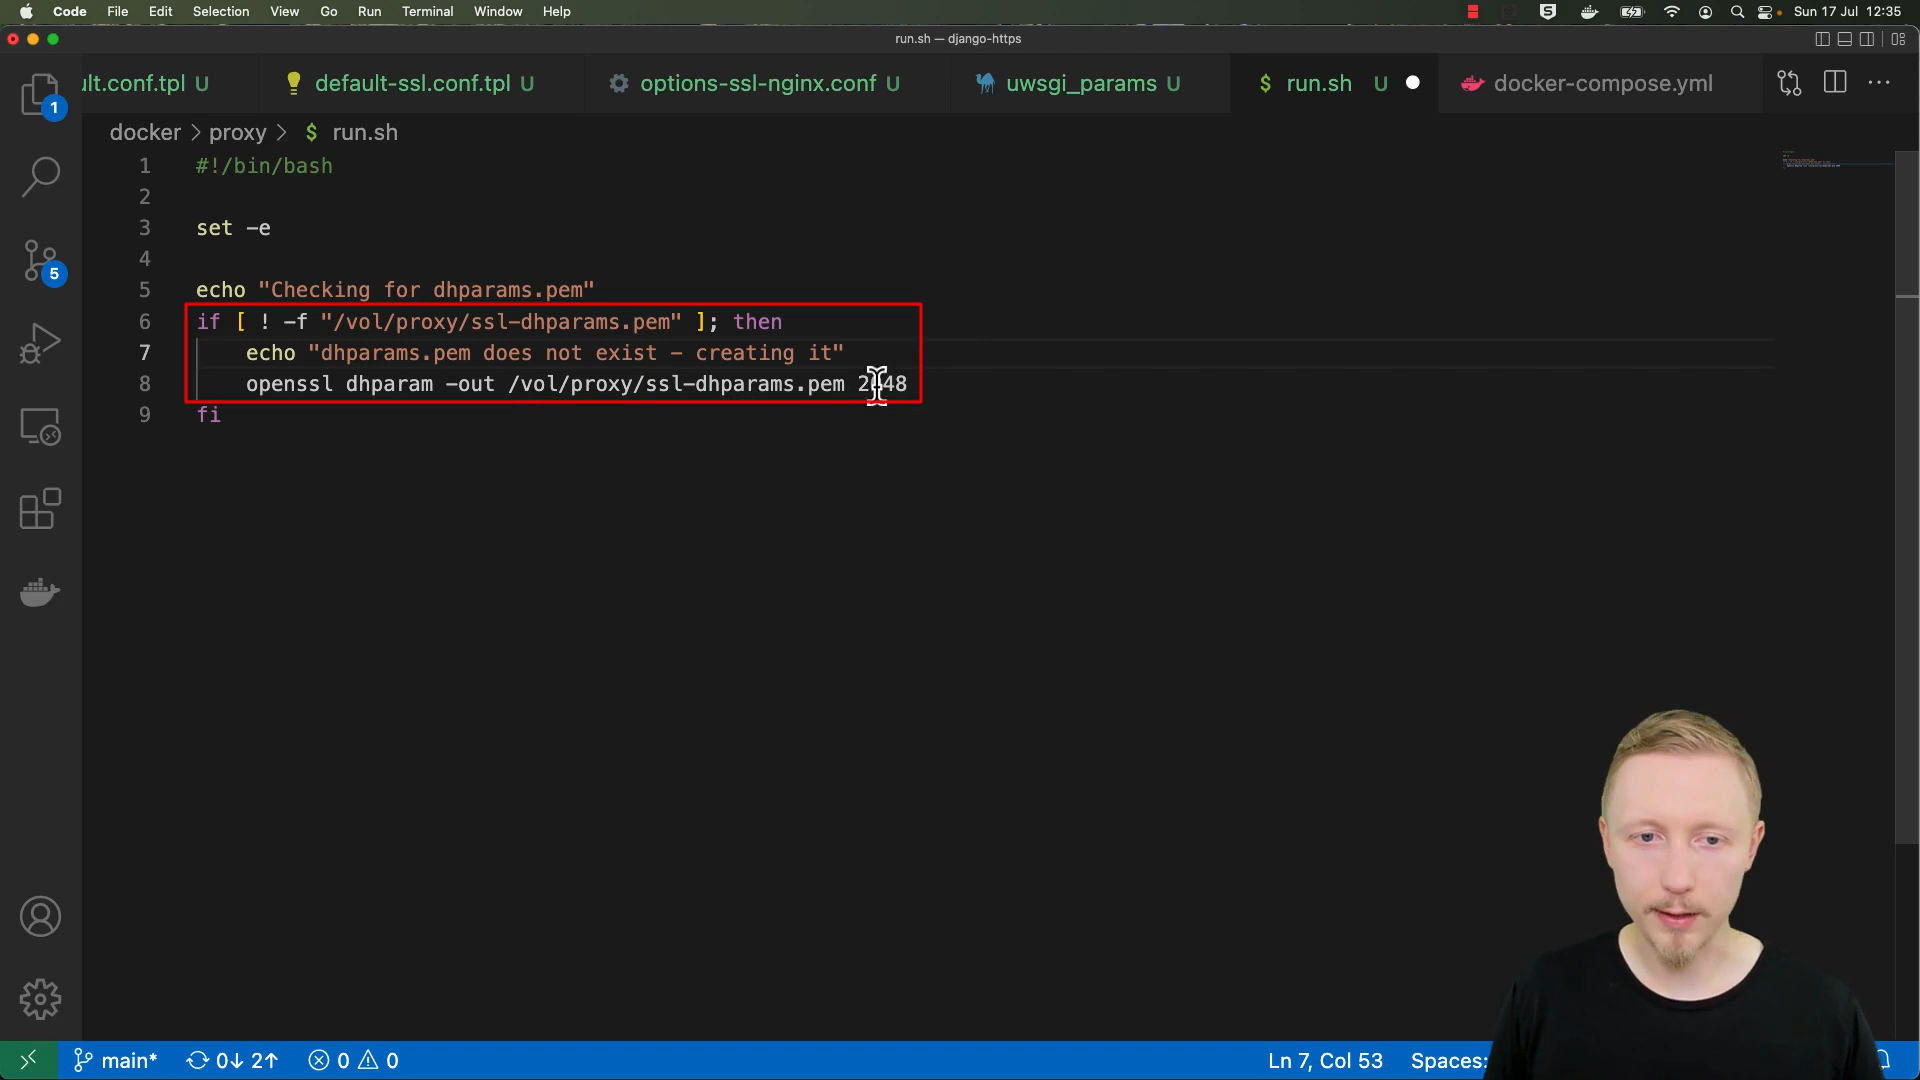 Code File Edit Selection View Go Run Terminal Window Help Sun 17 Jul 12:35
run.sh — django-https
ult.conf.tpl U default-ssl.conf.tpl U options-ssl-nginx.conf U uwsgi_params U $ run.sh U docker-compose.yml
docker > proxy > $ run.sh
1 #!/bin/bash
2
3 set -e
4
5 echo "Checking for dhparams.pem"
6 if [ ! -f "/vol/proxy/ssl-dhparams.pem" ]; then
7 echo "dhparams.pem does not exist - creating it"
8 openssl dhparam -out /vol/proxy/ssl-dhparams.pem 2048
9 fi
1
5
main* 0↓ 2↑ 0 0 Ln 7, Col 53 Spaces: